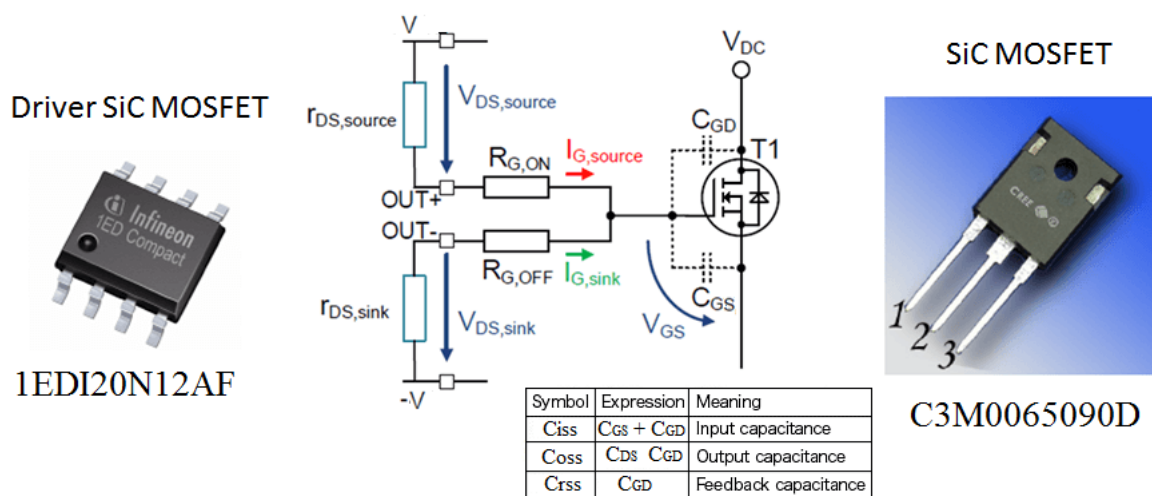 Driver SiC MOSFET
Infineon
1ED Compact
1EDI20N12AF
V
rDS,source
VDS,source
RG,ON
IG,source
OUT+
OUT-
RG,OFF
IG,sink
rDS,sink
VDS,sink
-V
VDC
CGD
T1
CGS
VGS
SiC MOSFET
CREE
1
2
3
C3M0065090D
Symbol Expression Meaning
Ciss CGS + CGD Input capacitance
Coss CDS CGD Output capacitance
Crss CGD Feedback capacitance